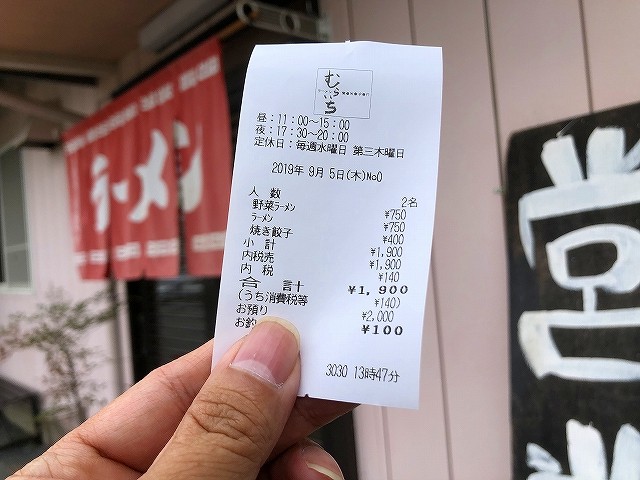 ラーメン
むらいち
昼：11：00～15：00
夜：17：30～20：00
定休日：毎週水曜日 第三木曜日
2019年 9月 5日(木)No0
人 数 2名
野菜ラーメン ¥750
ラーメン ¥750
焼き餃子 ¥400
小 計 ¥1,900
内税売 ¥1,900
内 税 ¥140
合 計 ¥1,900
(うち消費税等 ¥140)
お預り ¥2,000
お釣 ¥100
3030 13時47分
営